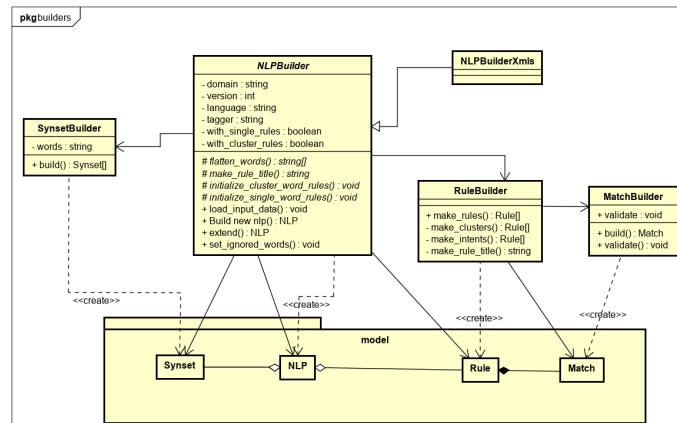 pkg builders
NLPBuilder
- domain : string
- version : int
- language : string
- tagger : string
- with_single_rules : boolean
- with_cluster_rules : boolean
# flatten_words() : string[]
# make_rule_title() : string
# initialize_cluster_word_rules() : void
# initialize_single_word_rules() : void
+ load_input_data() : void
+ Build new nlp() : NLP
+ extend() : NLP
+ set_ignored_words() : void
NLPBuilderXmls
SynsetBuilder
- words : string
+ build() : Synset[]
RuleBuilder
+ make_rules() : Rule[]
- make_clusters() : Rule[]
- make_intents() : Rule[]
- make_rule_title() : string
MatchBuilder
+ validate : void
+ build() : Match
+ validate() : void
<<create>>
<<create>>
<<create>>
<<create>>
model
Synset
NLP
Rule
Match